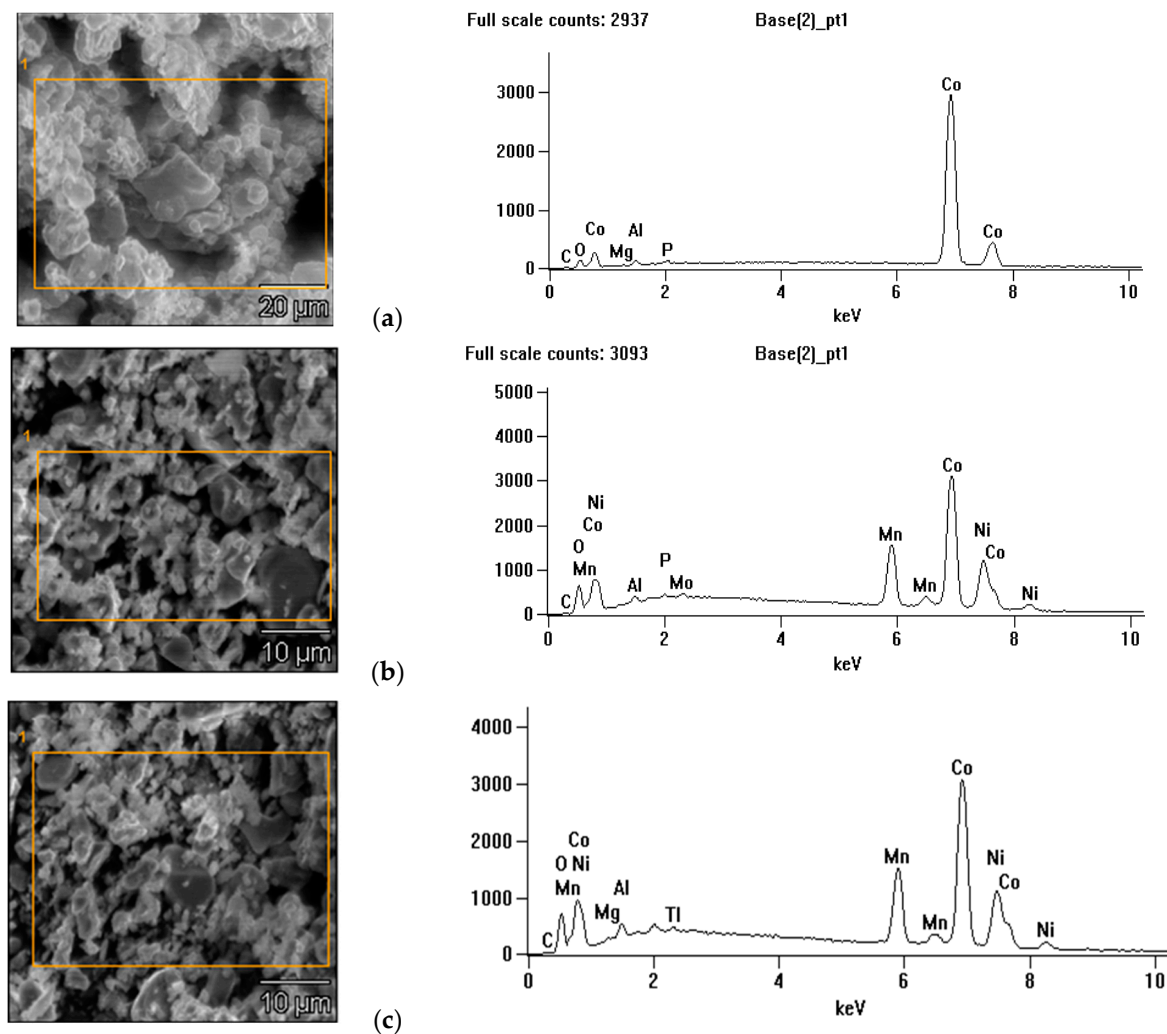 Full scale counts: 2937 Base(2)_pt1
1
3000
2000
1000
0
Co
Co
Al
C O Mg P
Co
0 2 4 6 8 10
keV
20 µm
(a)
Full scale counts: 3093 Base(2)_pt1
1
5000
4000
3000
2000
1000
0
Ni
Co
O
Mn
C
Al
P
Mo
Mn
Mn
Co
Ni
Co
Ni
0 2 4 6 8 10
keV
10 µm
(b)
1
4000
3000
2000
1000
0
Co
O Ni
Mn
C
Mg
Al
Tl
Mn
Mn
Co
Ni
Co
Ni
0 2 4 6 8 10
keV
10 µm
(c)